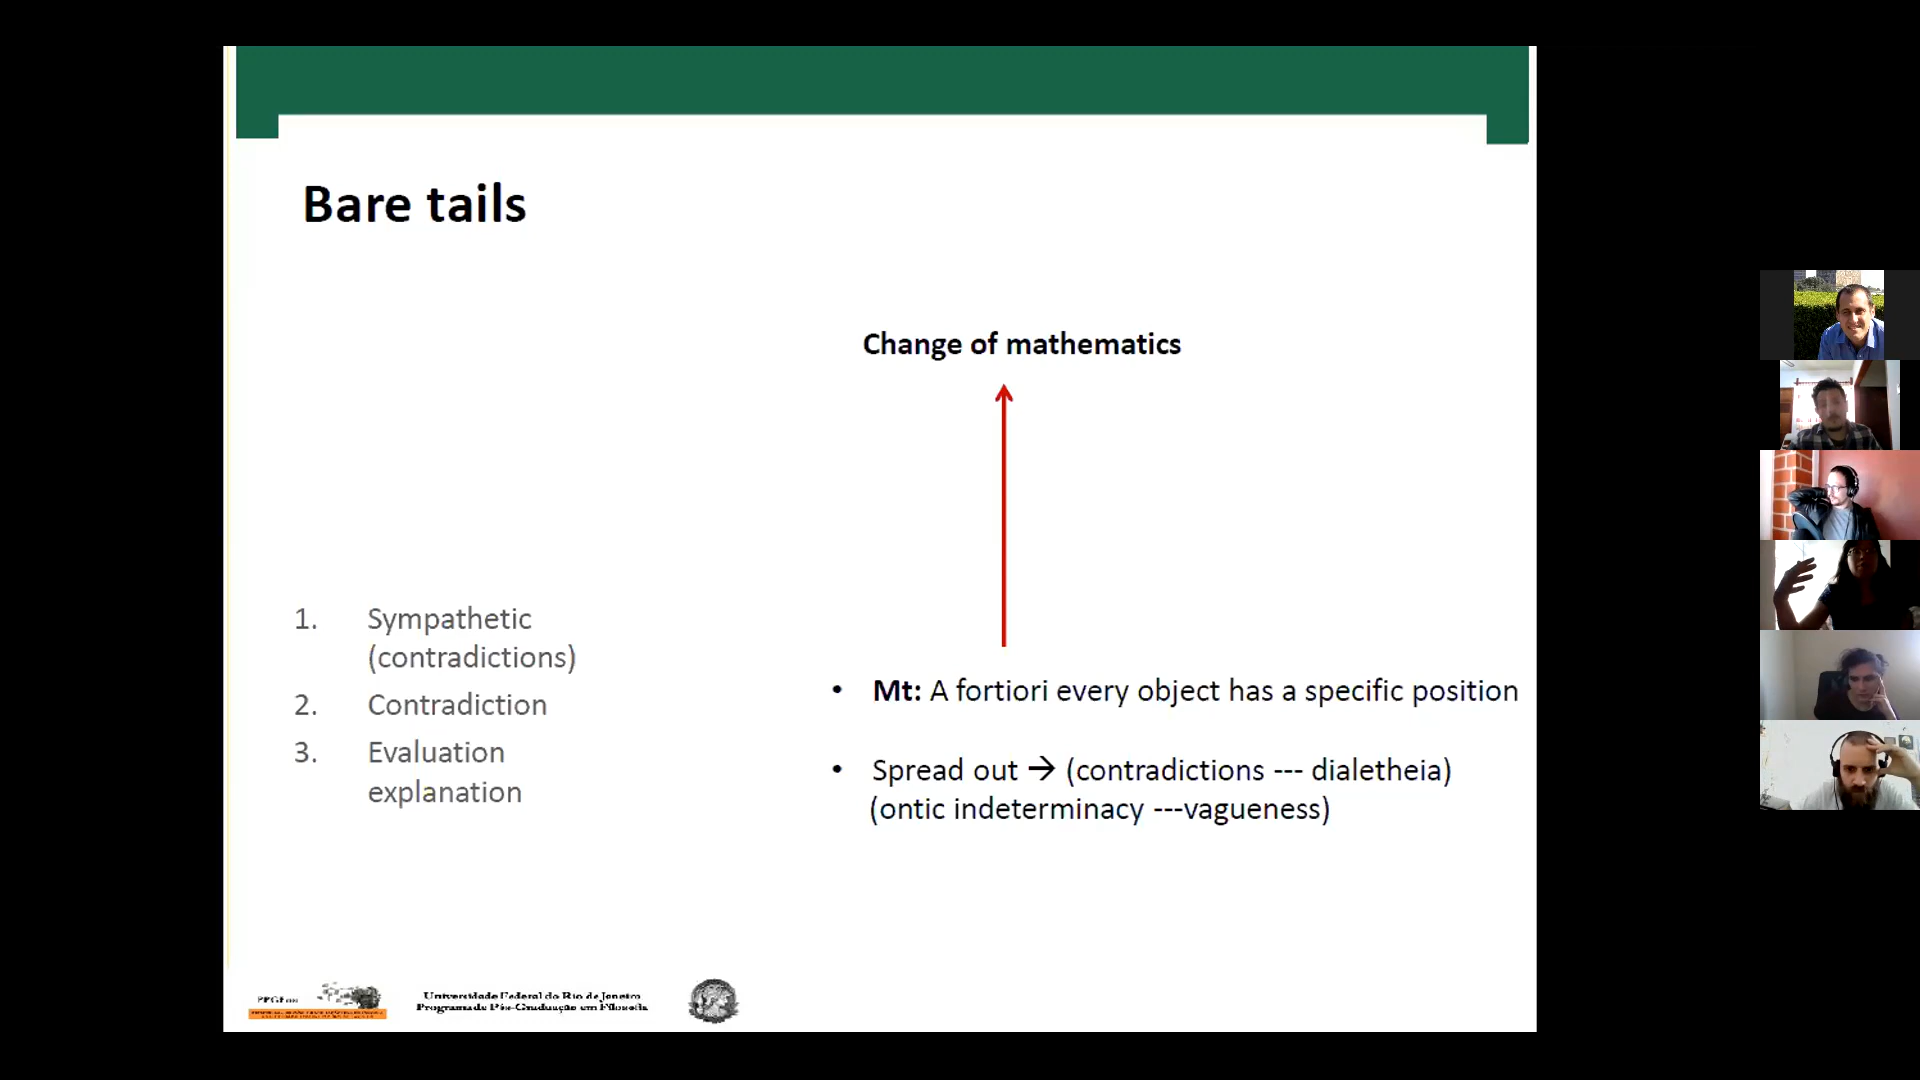 Bare tails
Change of mathematics
1. Sympathetic
(contradictions)
2. Contradiction
3. Evaluation
explanation
• Mt: A fortiori every object has a specific position
• Spread out → (contradictions --- dialetheia)
(ontic indeterminacy ---vagueness)
Universidade Federal do Rio de Janeiro
Programa de Pós-Graduação em Filosofia